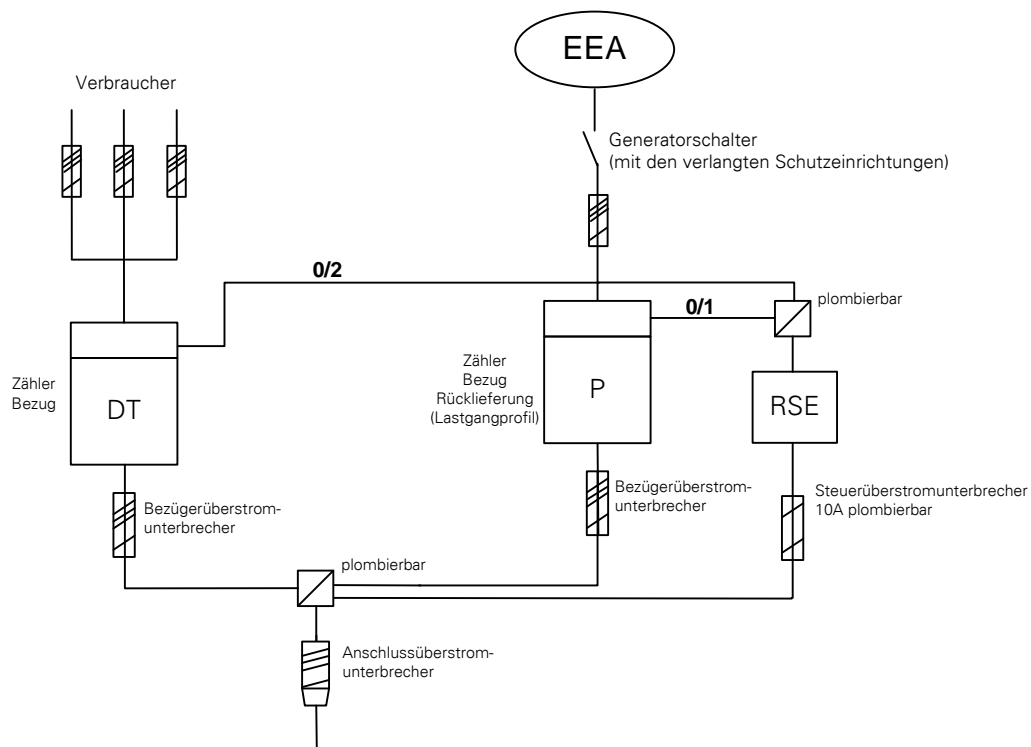 EEA
Verbraucher
Generatorschalter
(mit den verlangten Schutzeinrichtungen)
0/2
plombierbar
0/1
Zähler
Bezug
DT
Zähler
Bezug
Rücklieferung
(Lastgangprofil)
P
RSE
Bezügerüberstrom-
unterbrecher
Bezügerüberstrom-
unterbrecher
Steuerüberstromunterbrecher
10A plombierbar
plombierbar
Anschlussüberstrom-
unterbrecher